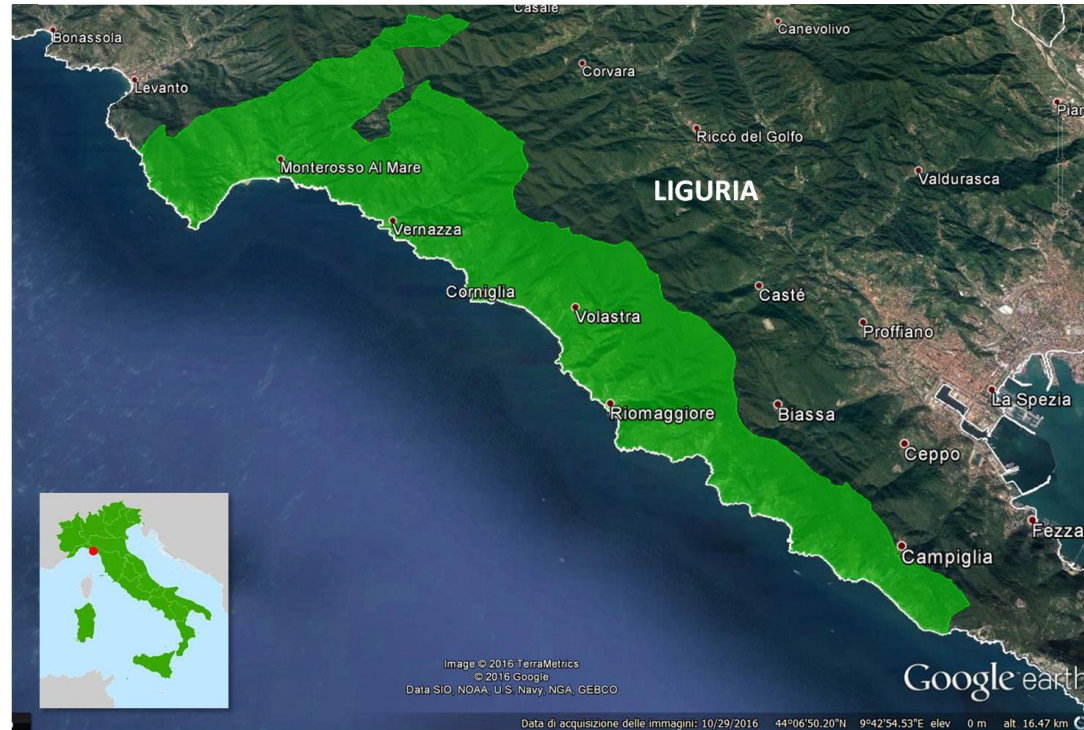 Casale
Bonassola
Canevolivo
Corvara
Levanto
Riccò del Golfo
Monterosso Al Mare
LIGURIA
Valdurasca
Vernazza
Corniglia
Casté
Volastra
Proffiano
La Spezia
Riomaggiore
Biassa
Ceppo
Fezza
Campiglia
Image © 2016 TerraMetrics
© 2016 Google
Data SIO, NOAA, U.S. Navy, NGA, GEBCO
Google earth
Data di acquisizione delle immagini: 10/29/2016 44°06'50.20"N 9°42'54.53"E elev 0 m alt 16.47 km